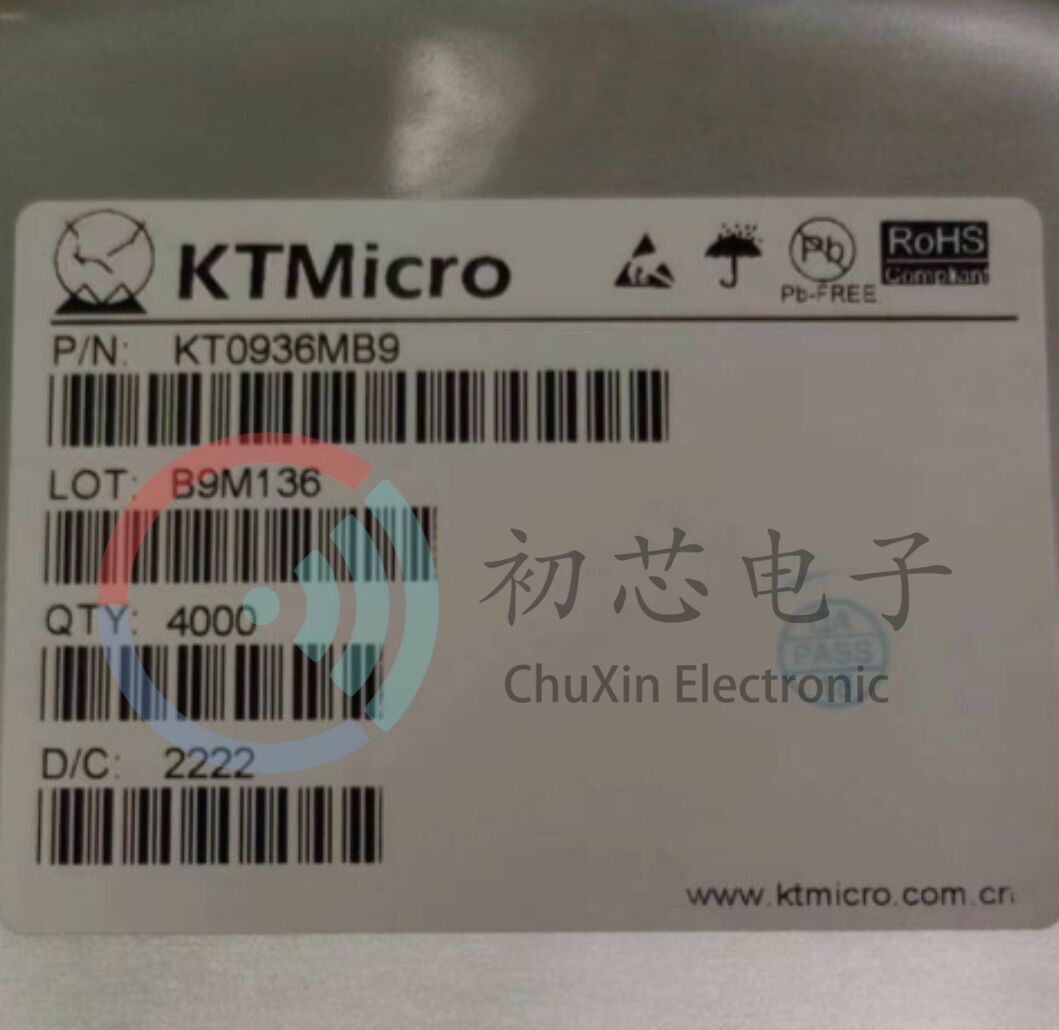 KTMicro
Pb
Pb-FREE
RoHS
Compliant
P/N: KT0936MB9
LOT: B9M136
QTY: 4000
D/C: 2222
初芯电子
ChuXin Electronic
PASS
www.ktmicro.com.cn